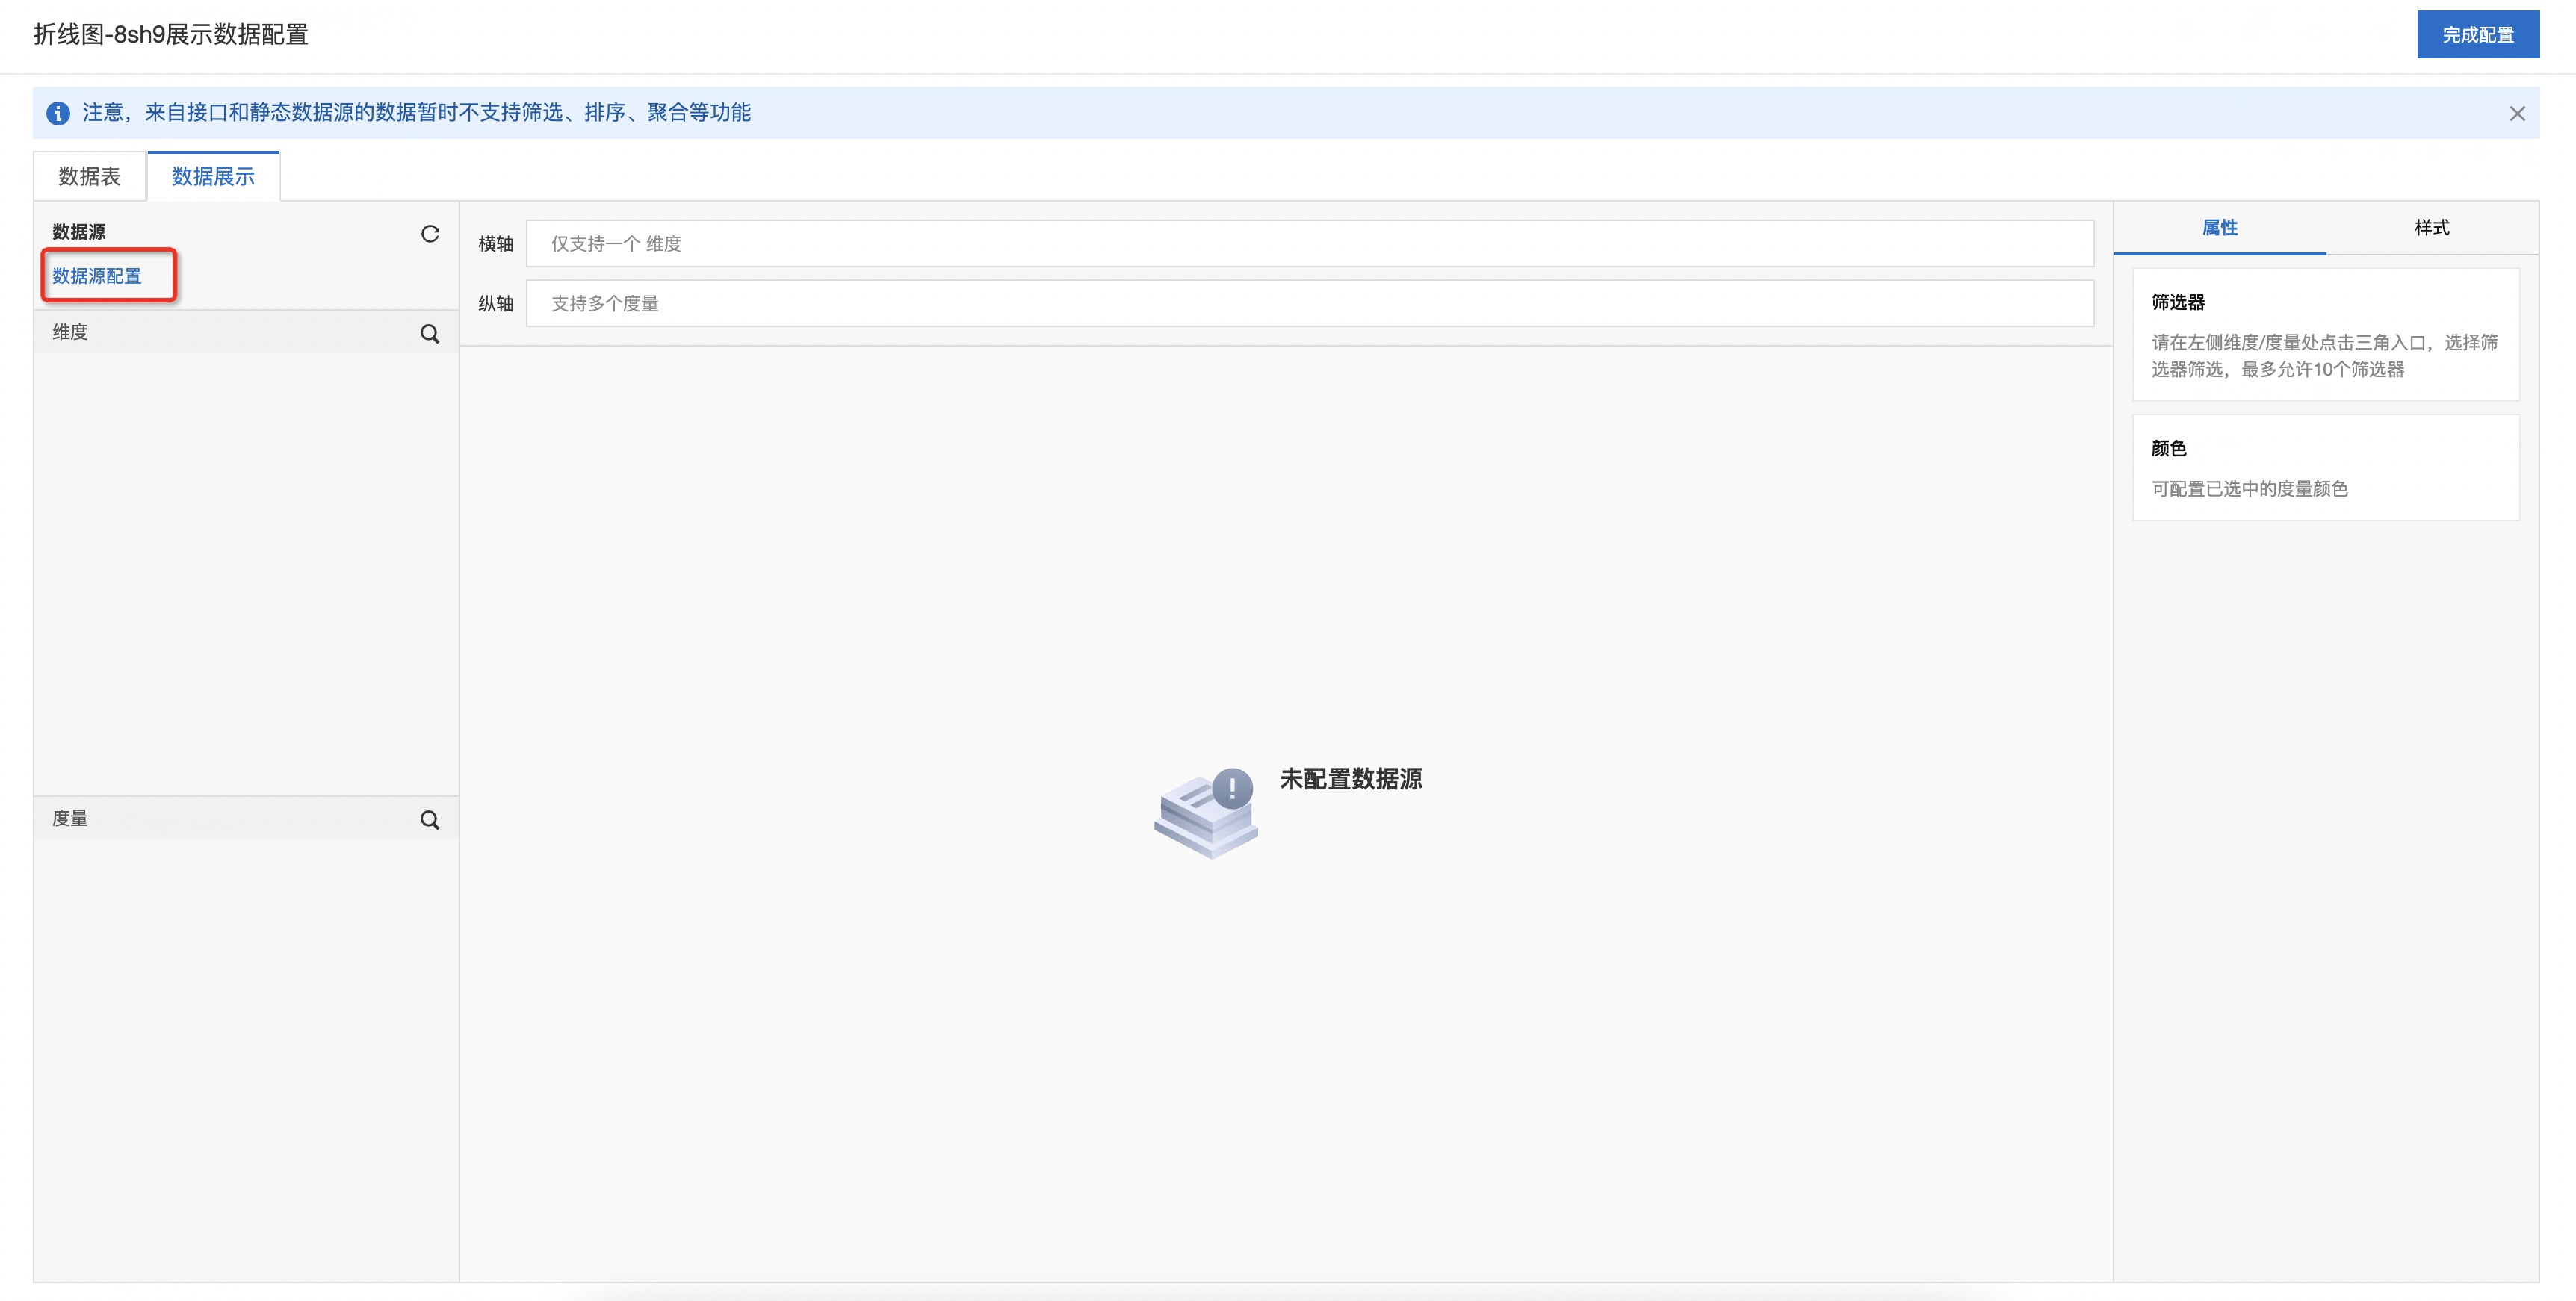 折线图-8sh9展示数据配置
完成配置
注意，来自接口和静态数据源的数据暂时不支持筛选、排序、聚合等功能
数据表
数据展示
数据源
数据源配置
维度
度量
横轴
仅支持一个 维度
纵轴
支持多个度量
未配置数据源
属性
样式
筛选器
请在左侧维度/度量处点击三角入口，选择筛
选器筛选，最多允许10个筛选器
颜色
可配置已选中的度量颜色